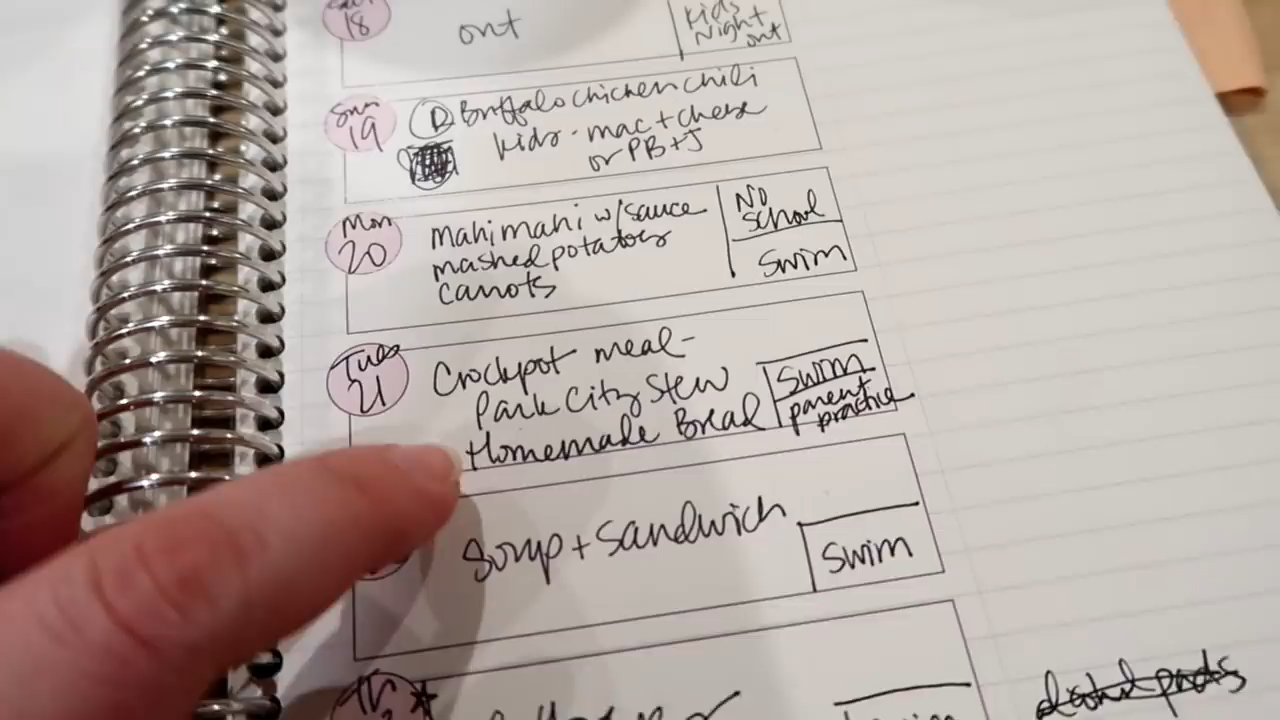 18
out
Kids
Night
out
Sun
19
D Buffalo chicken chili
kids - mac + cheese
or PB+J
Mon
20
mahi mahi w/sauce
mashed potatoes
carrots
No
school
Swim
Tues
21
Crockpot meal-
Park City Stew
Homemade Bread
Swim
parent
practice
Soup + Sandwich
Swim